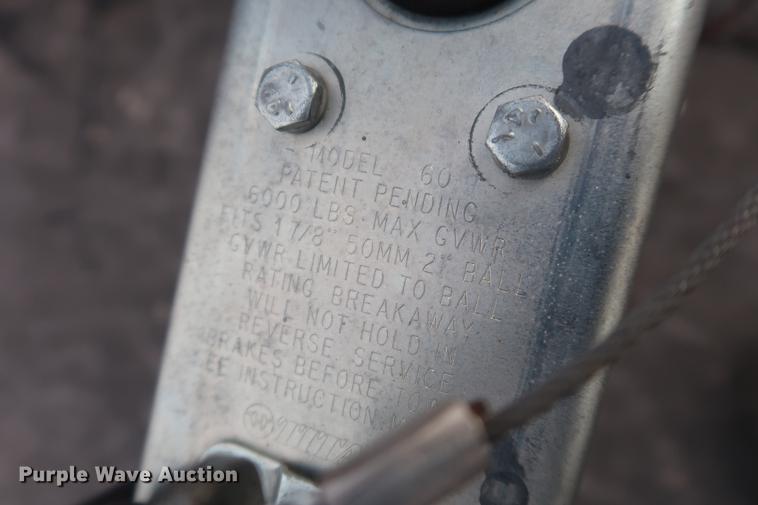 - MODEL 60
PATENT PENDING
6000 LBS. MAX GVWR
FITS 1 7/8" 50MM 2" BALL
GVWR LIMITED TO BALL
RATING BREAKAWAY
WILL NOT HOLD IN
REVERSE. SERVICE
BRAKES BEFORE
EE INSTRUCTION
Purple Wave Auction